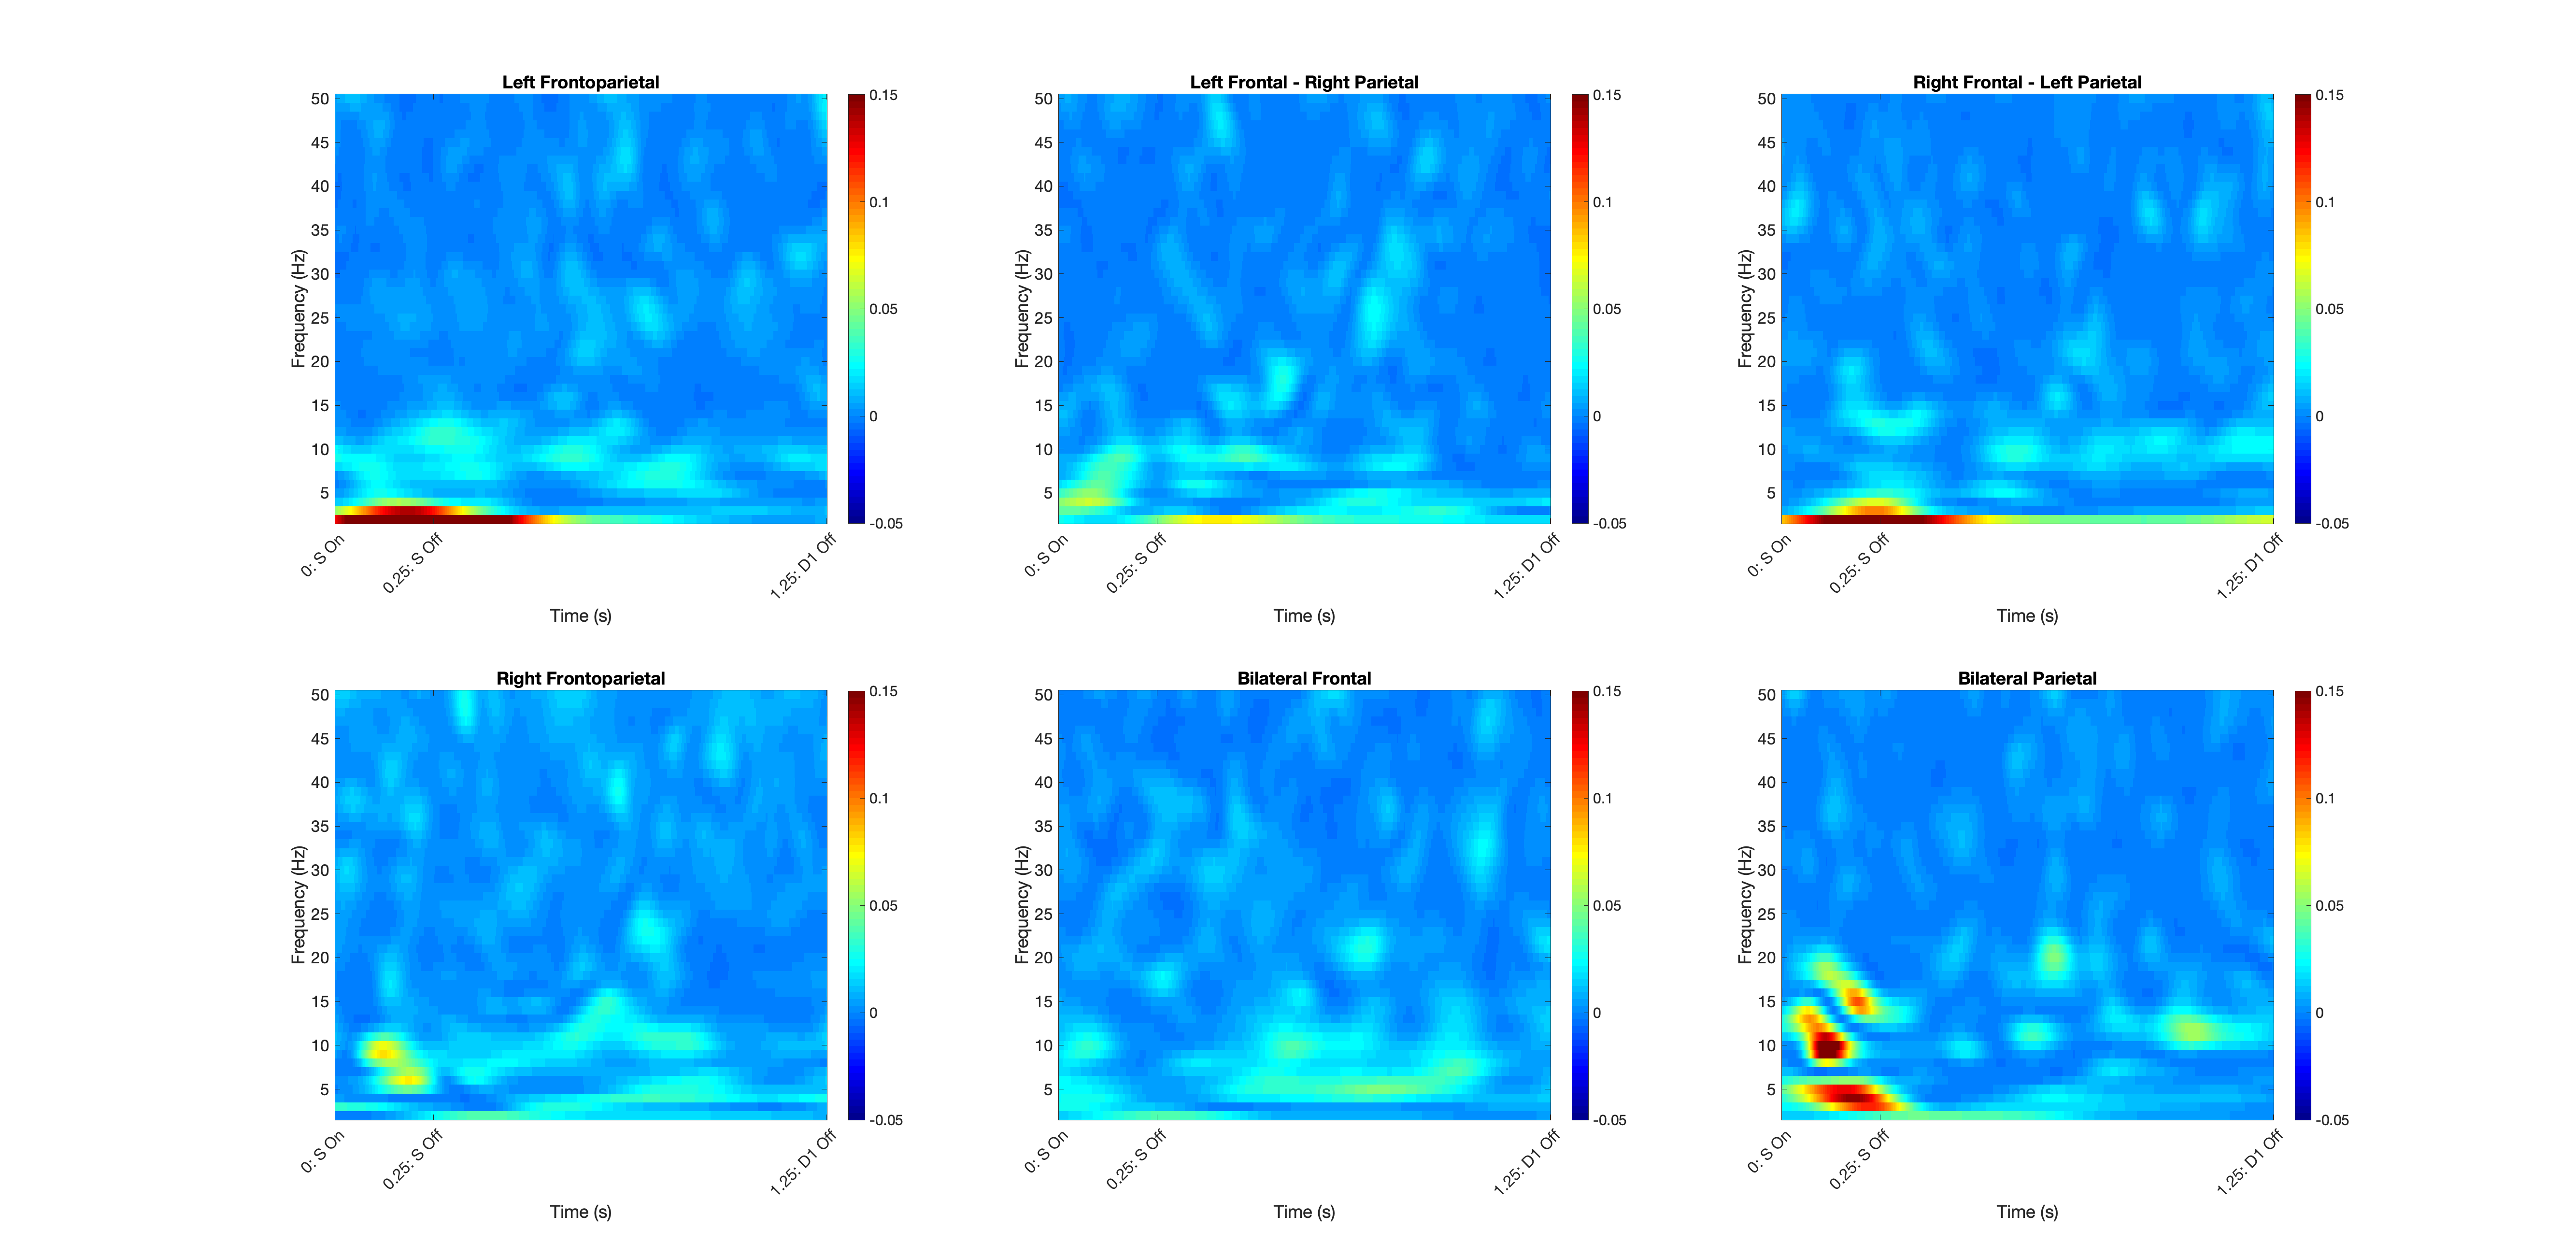 Left Frontoparietal
50
45
40
35
30
25
20
15
10
5
Frequency (Hz)
0: S On
0.25: S Off
1.25: D1 Off
Time (s)
0.15
0.1
0.05
0
-0.05
Left Frontal - Right Parietal
50
45
40
35
30
25
20
15
10
5
Frequency (Hz)
0: S On
0.25: S Off
1.25: D1 Off
Time (s)
0.15
0.1
0.05
0
-0.05
Right Frontal - Left Parietal
50
45
40
35
30
25
20
15
10
5
Frequency (Hz)
0: S On
0.25: S Off
1.25: D1 Off
Time (s)
0.15
0.1
0.05
0
-0.05
Right Frontoparietal
50
45
40
35
30
25
20
15
10
5
Frequency (Hz)
0: S On
0.25: S Off
1.25: D1 Off
Time (s)
0.15
0.1
0.05
0
-0.05
Bilateral Frontal
50
45
40
35
30
25
20
15
10
5
Frequency (Hz)
0: S On
0.25: S Off
1.25: D1 Off
Time (s)
0.15
0.1
0.05
0
-0.05
Bilateral Parietal
50
45
40
35
30
25
20
15
10
5
Frequency (Hz)
0: S On
0.25: S Off
1.25: D1 Off
Time (s)
0.15
0.1
0.05
0
-0.05